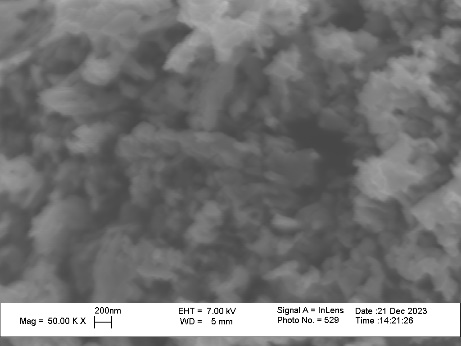 200nm
Mag = 50.00 K X
EHT = 7.00 kV
WD = 5 mm
Signal A = InLens
Photo No. = 529
Date :21 Dec 2023
Time :14:21:26